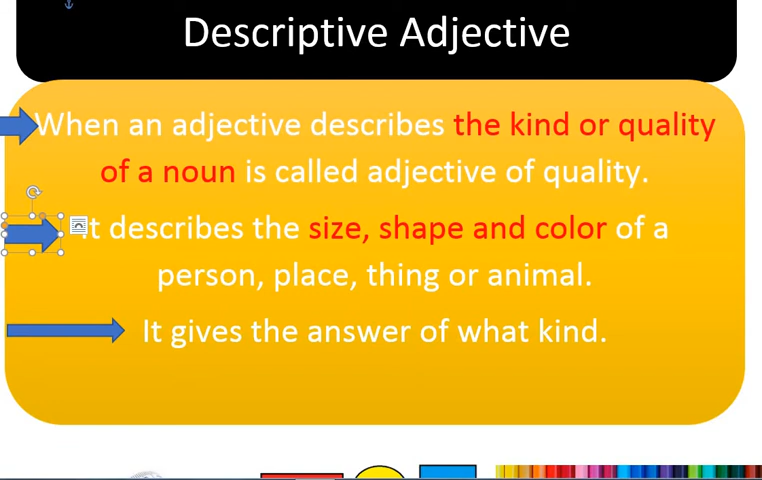 Descriptive Adjective
When an adjective describes the kind or quality
of a noun is called adjective of quality.
It describes the size, shape and color of a
person, place, thing or animal.
It gives the answer of what kind.